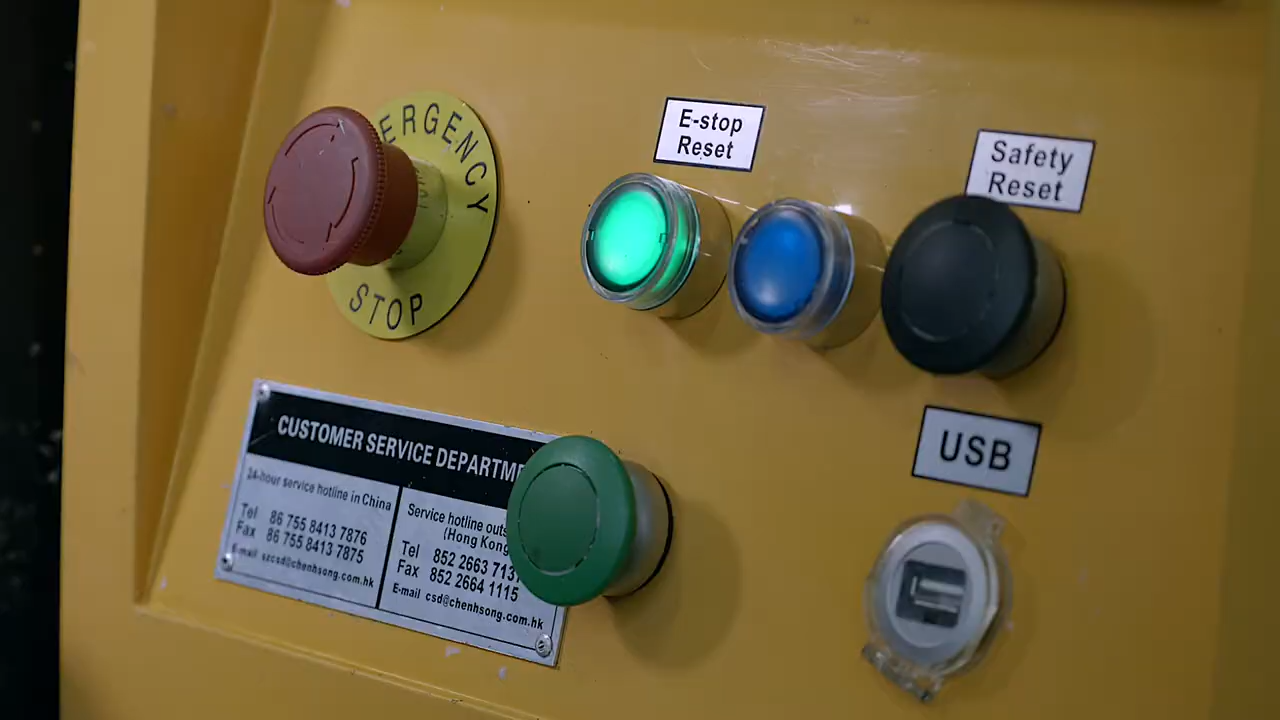 ERGENCY
STOP
E-stop
Reset
Safety
Reset
USB
CUSTOMER SERVICE DEPARTME
24-hour service hotline in China
Tel 86 755 8413 7876
Fax 86 755 8413 7875
E-mail szcsd@chenhsong.com.hk
Service hotline outs
(Hong Kong
Tel 852 2663 7137
Fax 852 2664 1115
E-mail csd@chenhsong.com.hk